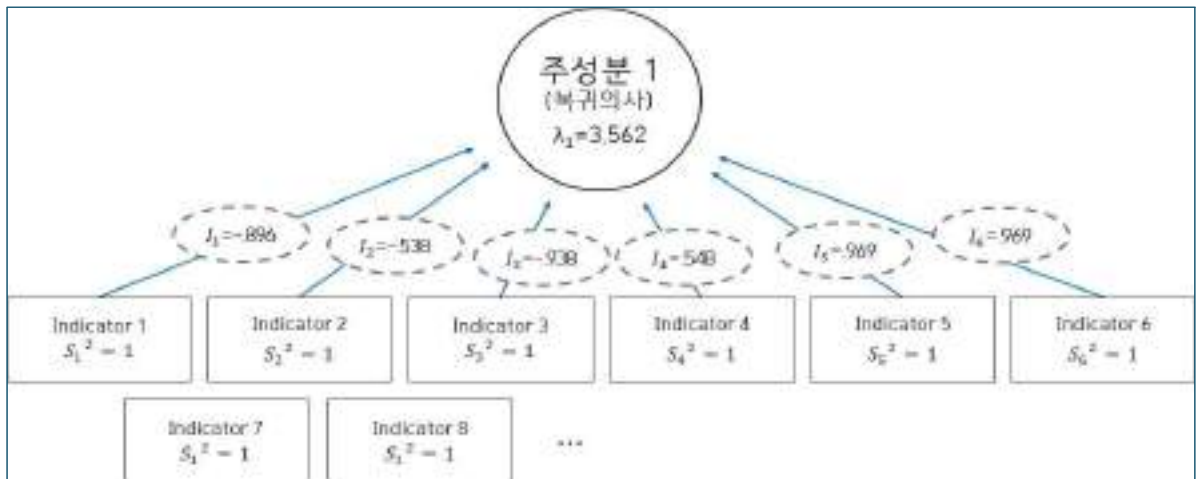 주성분 1
(복귀의사)
λ₁=3,562
l₁=-.896
l₂=-.538
l₃=-.938
l₄=.548
l₅=.969
l₆=.969
Indicator 1
S₁² = 1
Indicator 2
S₂² = 1
Indicator 3
S₃² = 1
Indicator 4
S₄² = 1
Indicator 5
S₅² = 1
Indicator 6
S₆² = 1
Indicator 7
S₁² = 1
Indicator 8
S₁² = 1
...